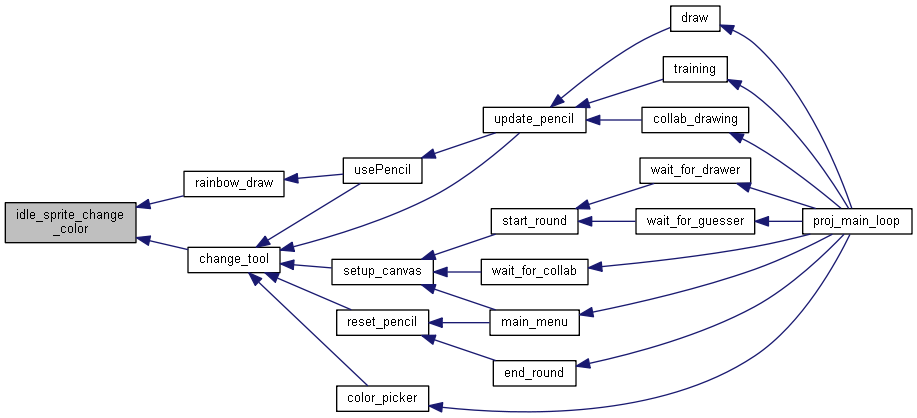 draw
training
update_pencil
collab_drawing
usePencil
wait_for_drawer
rainbow_draw
idle_sprite_change
_color
start_round
wait_for_guesser
proj_main_loop
change_tool
setup_canvas
wait_for_collab
reset_pencil
main_menu
end_round
color_picker